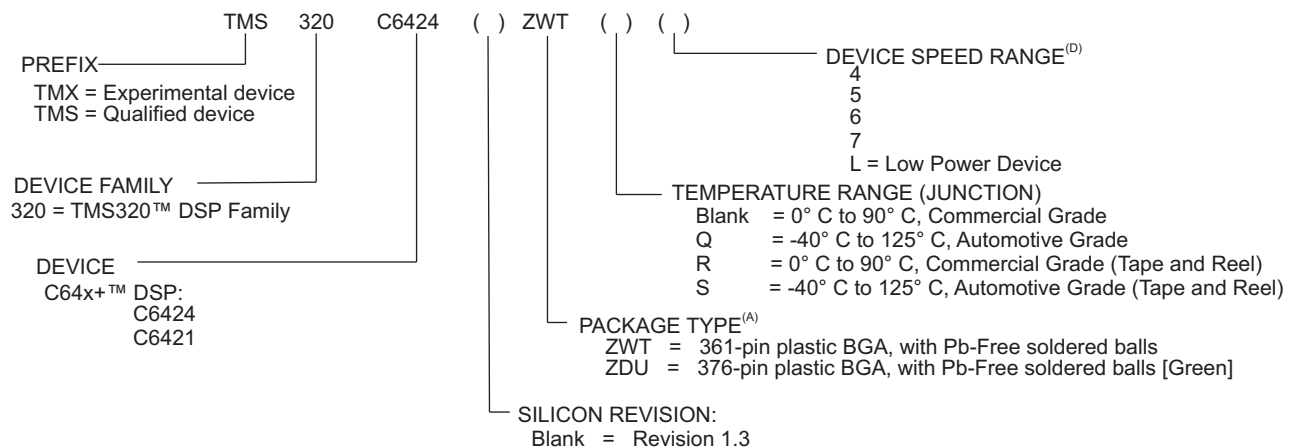 TMS 320 C6424 ( ) ZWT ( ) ( )
PREFIX
TMX = Experimental device
TMS = Qualified device
DEVICE SPEED RANGE(D)
4
5
6
7
L = Low Power Device
DEVICE FAMILY
320 = TMS320™ DSP Family
TEMPERATURE RANGE (JUNCTION)
Blank = 0° C to 90° C, Commercial Grade
Q = -40° C to 125° C, Automotive Grade
R = 0° C to 90° C, Commercial Grade (Tape and Reel)
S = -40° C to 125° C, Automotive Grade (Tape and Reel)
DEVICE
C64x+™ DSP:
C6424
C6421
PACKAGE TYPE(A)
ZWT = 361-pin plastic BGA, with Pb-Free soldered balls
ZDU = 376-pin plastic BGA, with Pb-Free soldered balls [Green]
SILICON REVISION:
Blank = Revision 1.3